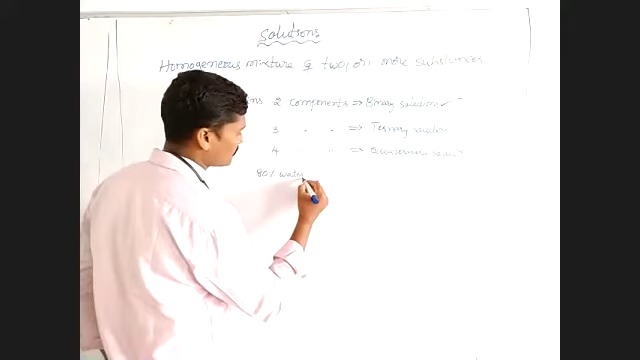 Solutions
Homogeneous mixture of two or more substances
ins 2 components ⇒ Binary solution ✓
3 " " ⇒ Ternary solution
4 " " ⇒ Quaternary solution
80% water